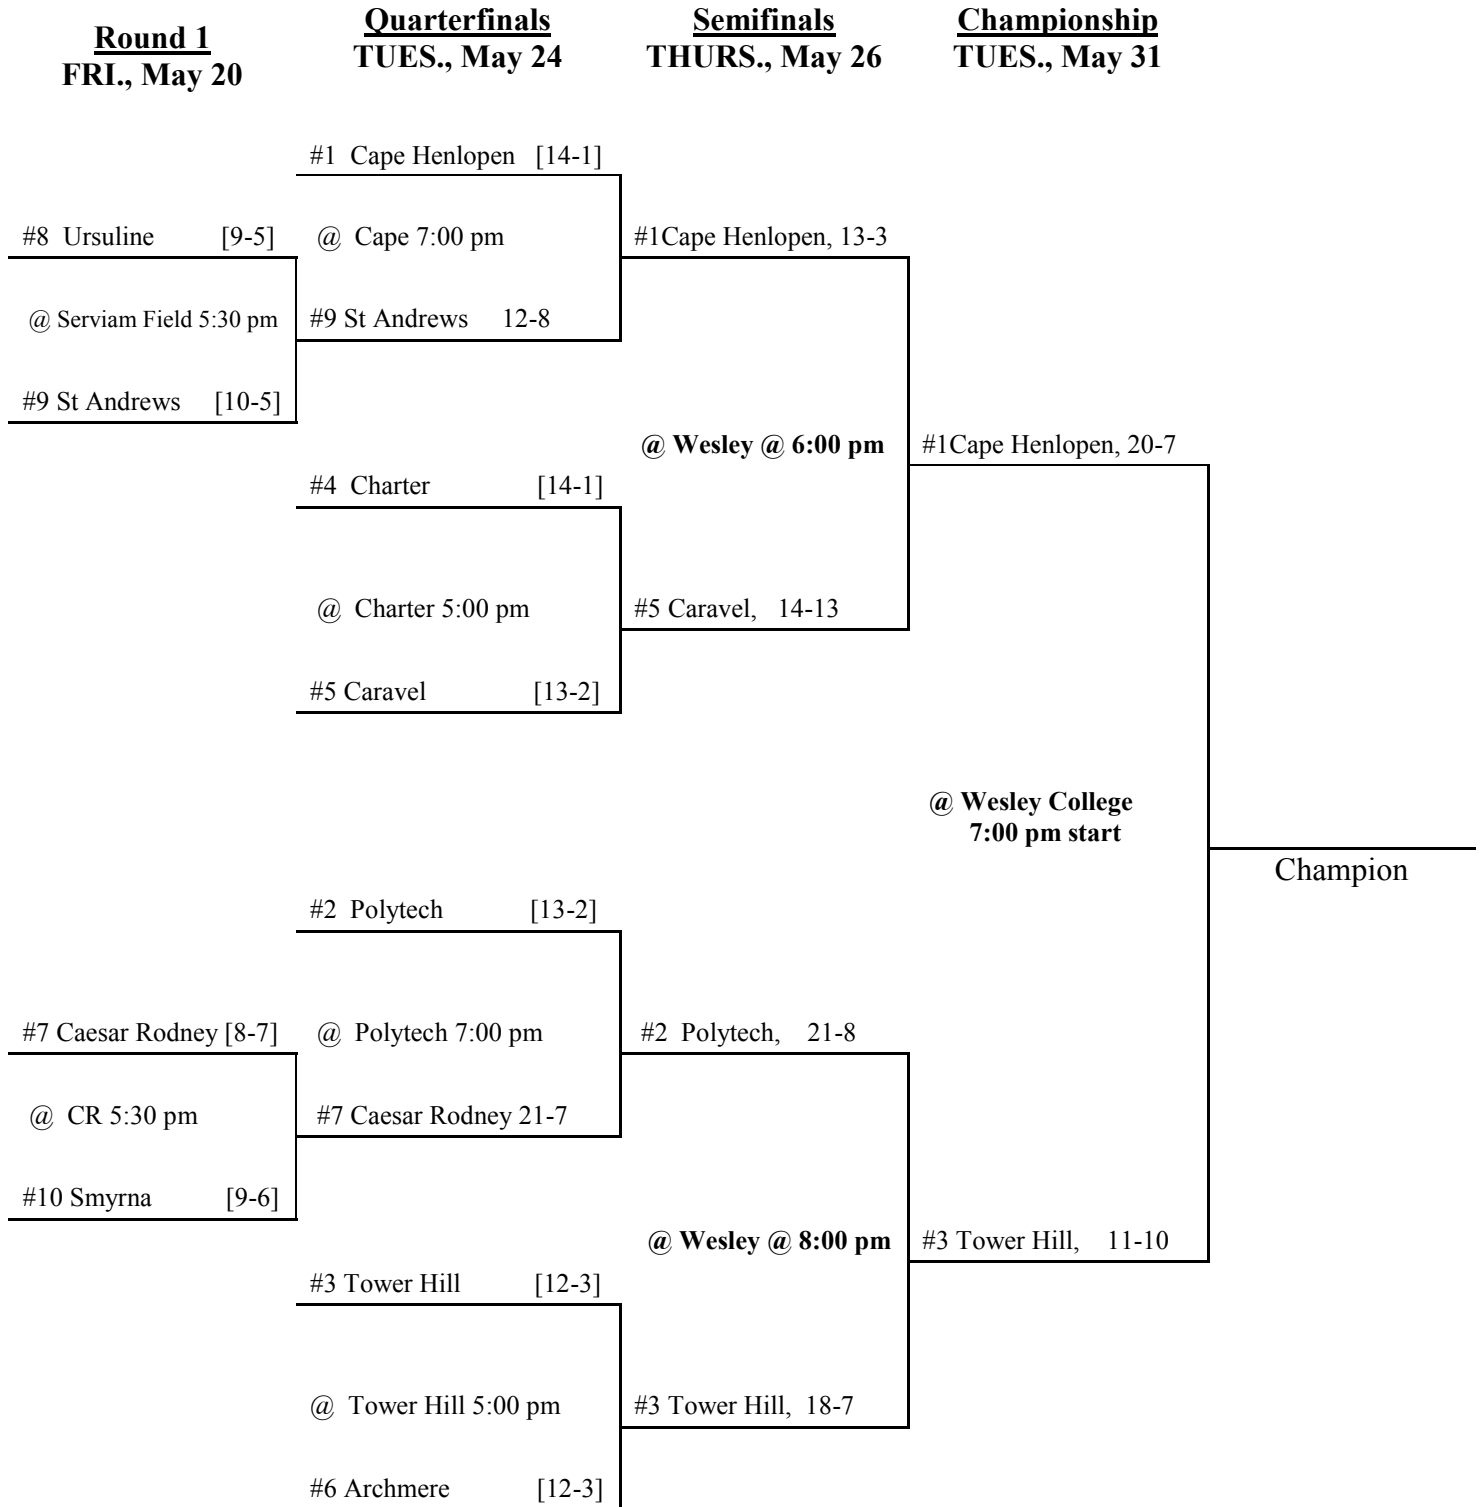 Round 1
FRI., May 20
Quarterfinals
TUES., May 24
Semifinals
THURS., May 26
Championship
TUES., May 31
#1 Cape Henlopen [14-1]
#8 Ursuline [9-5]
@ Cape 7:00 pm
#1Cape Henlopen, 13-3
@ Serviam Field 5:30 pm
#9 St Andrews 12-8
#9 St Andrews [10-5]
@ Wesley @ 6:00 pm
#1Cape Henlopen, 20-7
#4 Charter [14-1]
@ Charter 5:00 pm
#5 Caravel, 14-13
#5 Caravel [13-2]
@ Wesley College
7:00 pm start
Champion
#2 Polytech [13-2]
#7 Caesar Rodney [8-7]
@ Polytech 7:00 pm
#2 Polytech, 21-8
@ CR 5:30 pm
#7 Caesar Rodney 21-7
#10 Smyrna [9-6]
@ Wesley @ 8:00 pm
#3 Tower Hill, 11-10
#3 Tower Hill [12-3]
@ Tower Hill 5:00 pm
#3 Tower Hill, 18-7
#6 Archmere [12-3]